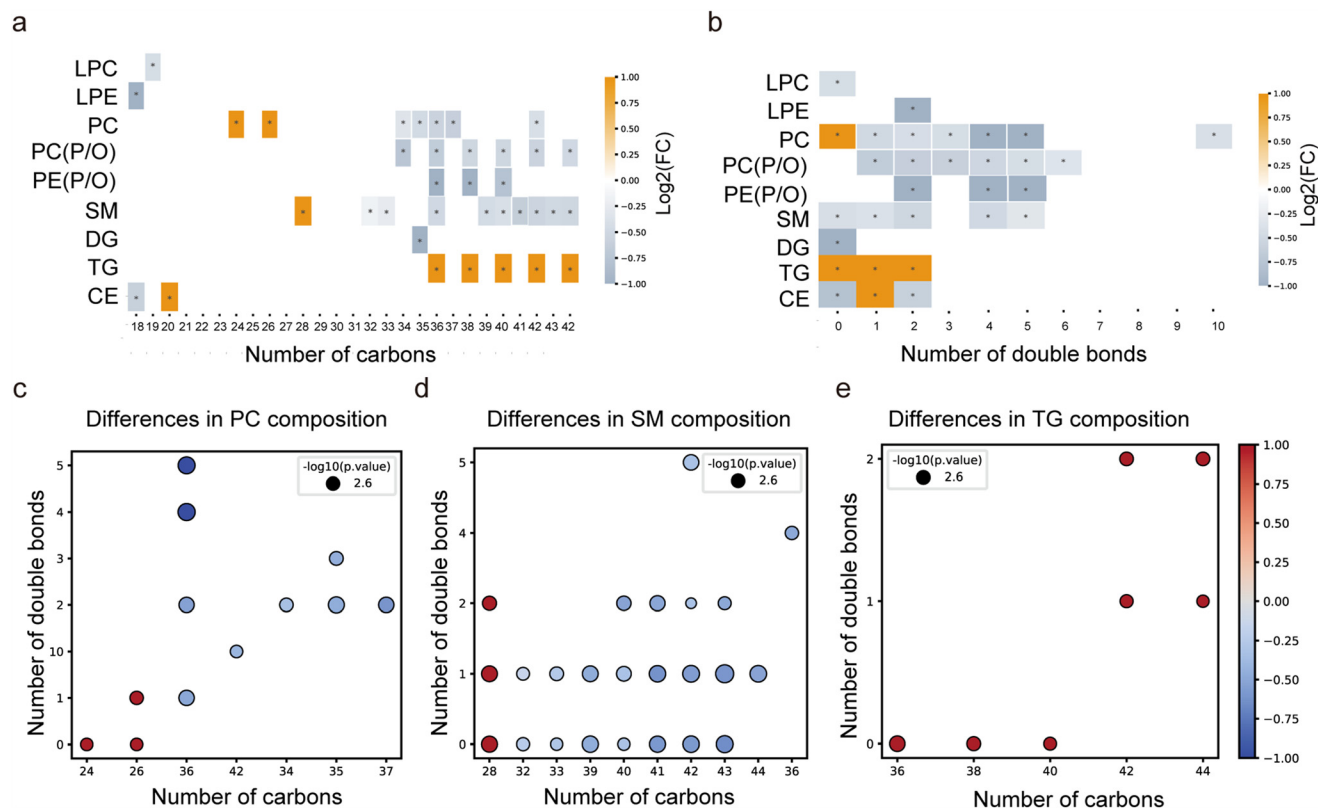 a
LPC
LPE
PC
PC(P/O)
PE(P/O)
SM
DG
TG
CE
18 19 20 21 22 23 24 26 28 29 30 31 32 33 34 35 36 37 38 39 40 41 42 43 42
Number of carbons
1.00
0.75
0.50
0.25
0.00
−0.25
−0.50
−0.75
−1.00
Log2(FC)
b
LPC
LPE
PC
PC(P/O)
PE(P/O)
SM
DG
TG
CE
0 1 2 3 4 5 6 7 8 9 10
Number of double bonds
1.00
0.75
0.50
0.25
0.00
−0.25
−0.50
−0.75
−1.00
Log2(FC)
c
Differences in PC composition
-log10(p.value)
2.6
Number of double bonds
5
4
3
2
10
1
0
24 26 36 42 34 35 37
Number of carbons
d
Differences in SM composition
-log10(p.value)
2.6
Number of double bonds
5
4
2
1
0
28 32 33 39 40 41 42 43 44 36
Number of carbons
e
Differences in TG composition
-log10(p.value)
2.6
Number of double bonds
2
1
0
36 38 40 42 44
Number of carbons
1.00
0.75
0.50
0.25
0.00
−0.25
−0.50
−0.75
−1.00